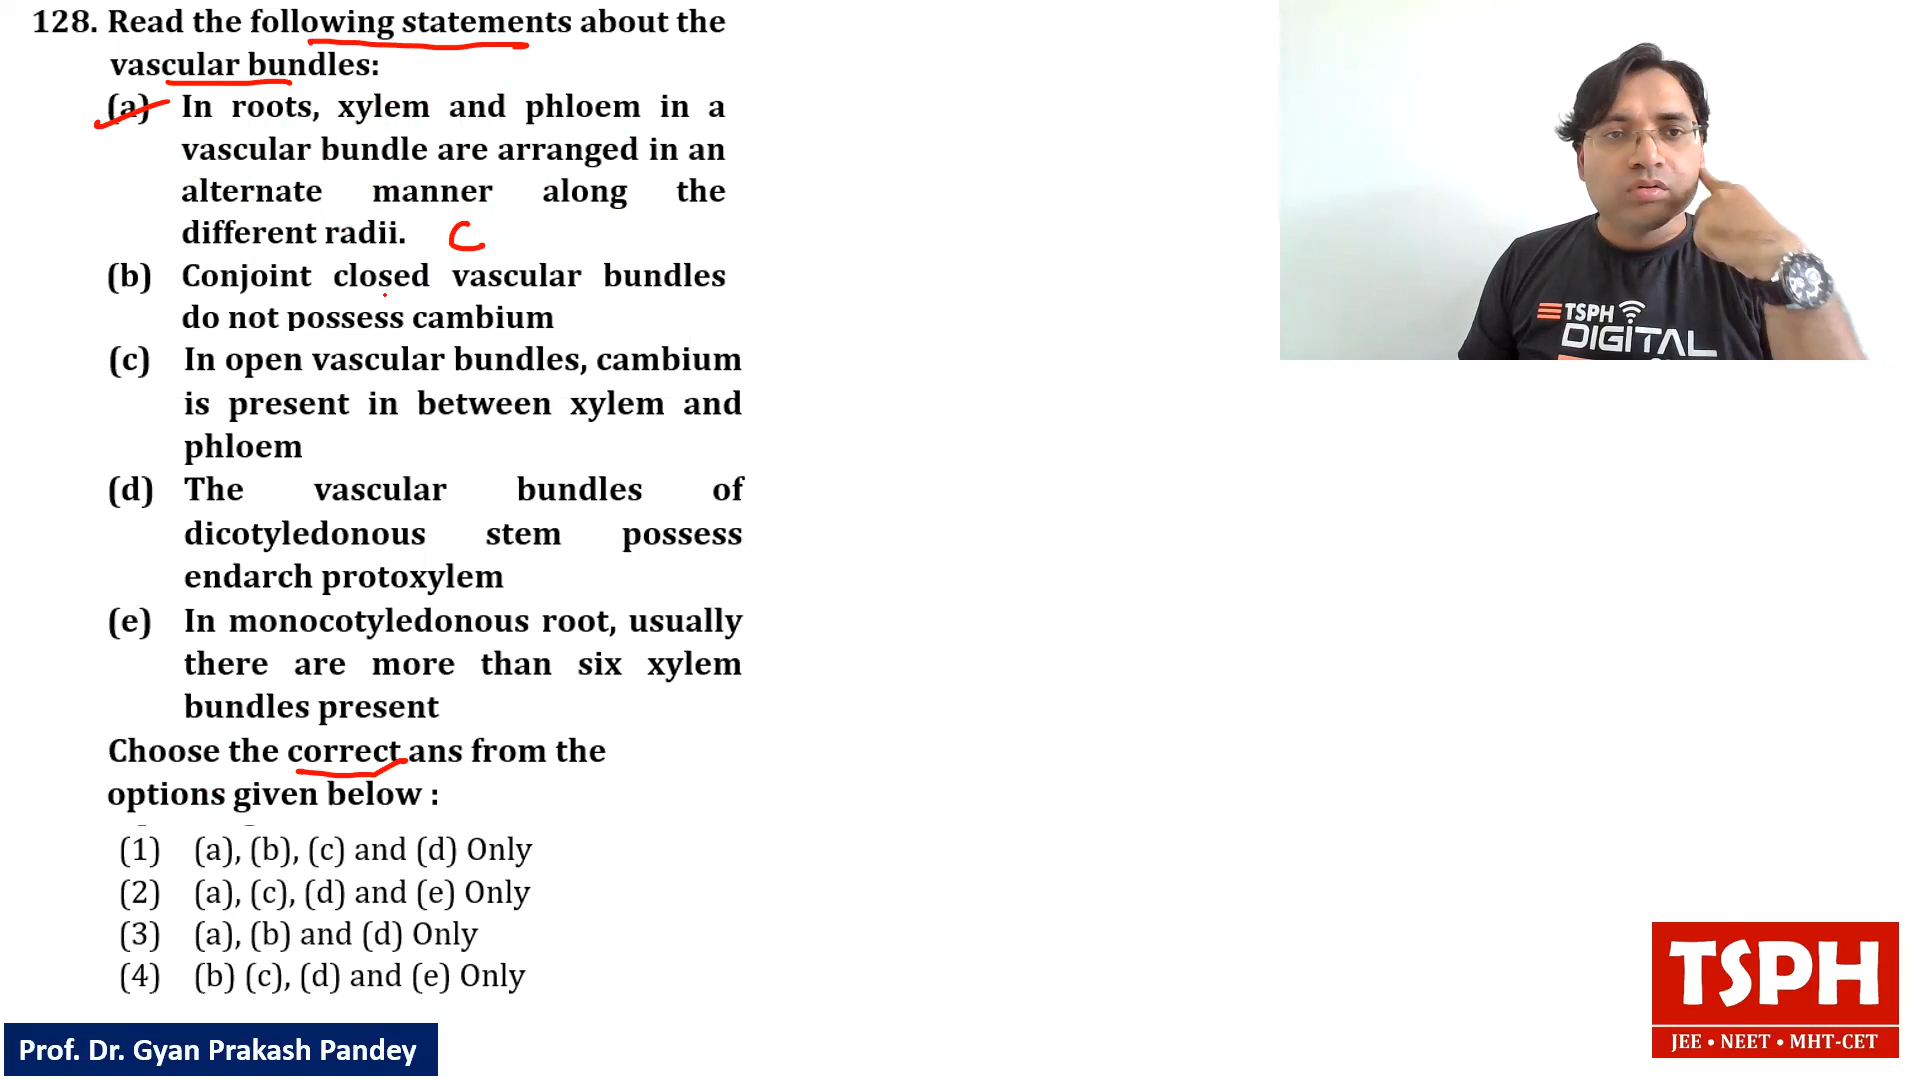 128. Read the following statements about the
vascular bundles:
(a) In roots, xylem and phloem in a
vascular bundle are arranged in an
alternate manner along the
different radii. C
(b) Conjoint closed vascular bundles
do not possess cambium
(c) In open vascular bundles, cambium
is present in between xylem and
phloem
(d) The vascular bundles of
dicotyledonous stem possess
endarch protoxylem
(e) In monocotyledonous root, usually
there are more than six xylem
bundles present
Choose the correct ans from the
options given below :
(1) (a), (b), (c) and (d) Only
(2) (a), (c), (d) and (e) Only
(3) (a), (b) and (d) Only
(4) (b) (c), (d) and (e) Only
Prof. Dr. Gyan Prakash Pandey
TSPH
DIGITAL
TSPH
JEE • NEET • MHT-CET